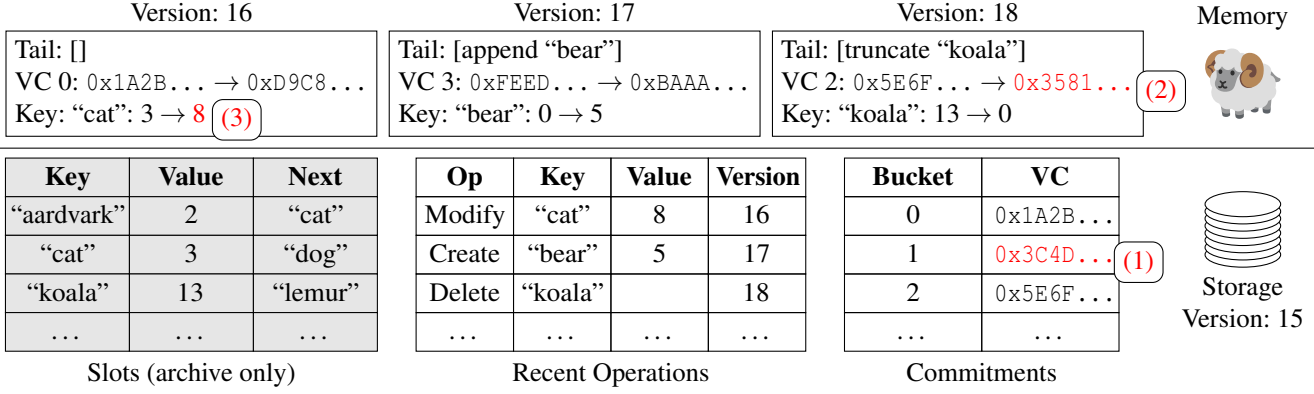 Version: 16 Version: 17 Version: 18 Memory
Tail: [] Tail: [append “bear”] Tail: [truncate “koala”]
VC 0: 0x1A2B... → 0xD9C8... VC 3: 0xFEED... → 0xBAAA... VC 2: 0x5E6F... → 0x3581... (2)
Key: “cat”: 3 → 8 (3) Key: “bear”: 0 → 5 Key: “koala”: 13 → 0
Key Value Next Op Key Value Version Bucket VC
“aardvark” 2 “cat” Modify “cat” 8 16 0 0x1A2B...
“cat” 3 “dog” Create “bear” 5 17 1 0x3C4D... (1)
“koala” 13 “lemur” Delete “koala” 18 2 0x5E6F... Storage
... ... ... ... ... ... ... ... ... Version: 15
Slots (archive only) Recent Operations Commitments